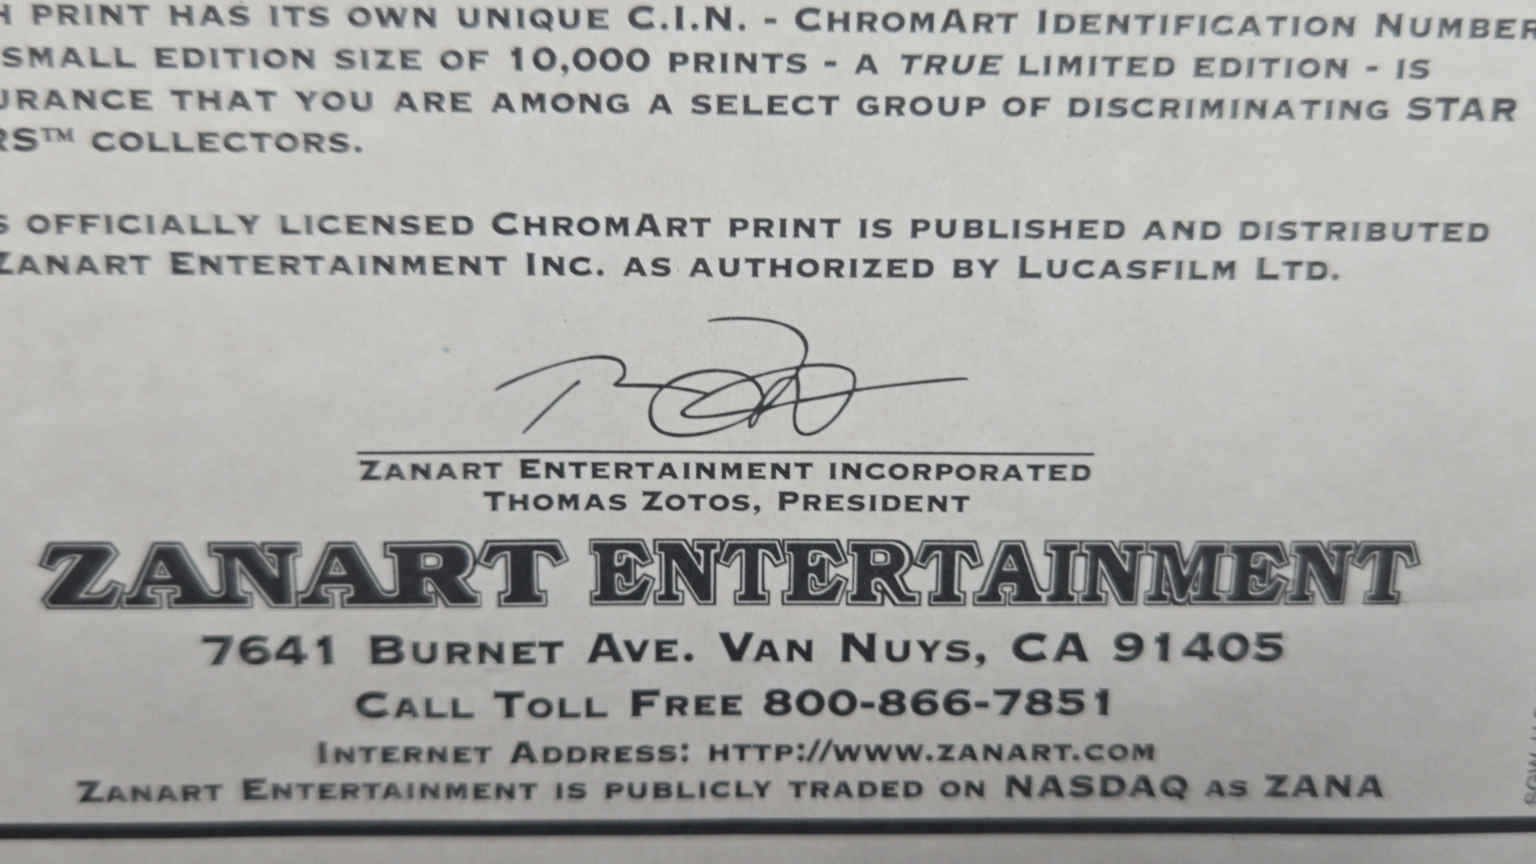 PRINT HAS ITS OWN UNIQUE C.I.N. - CHROMART IDENTIFICATION NUMBER
SMALL EDITION SIZE OF 10,000 PRINTS - A TRUE LIMITED EDITION - IS
THAT YOU ARE AMONG A SELECT GROUP OF DISCRIMINATING STAR
COLLECTORS.
OFFICIALLY LICENSED CHROMART PRINT IS PUBLISHED AND DISTRIBUTED
ZANART ENTERTAINMENT INC. AS AUTHORIZED BY LUCASFILM LTD.
ZANART ENTERTAINMENT INCORPORATED
THOMAS ZOTOS, PRESIDENT
ZANART ENTERTAINMENT
7641 BURNET AVE. VAN NUYS, CA 91405
CALL TOLL FREE 800-866-7851
INTERNET ADDRESS: HTTP://WWW.ZANART.COM
ZANART ENTERTAINMENT IS PUBLICLY TRADED ON NASDAQ AS ZANA